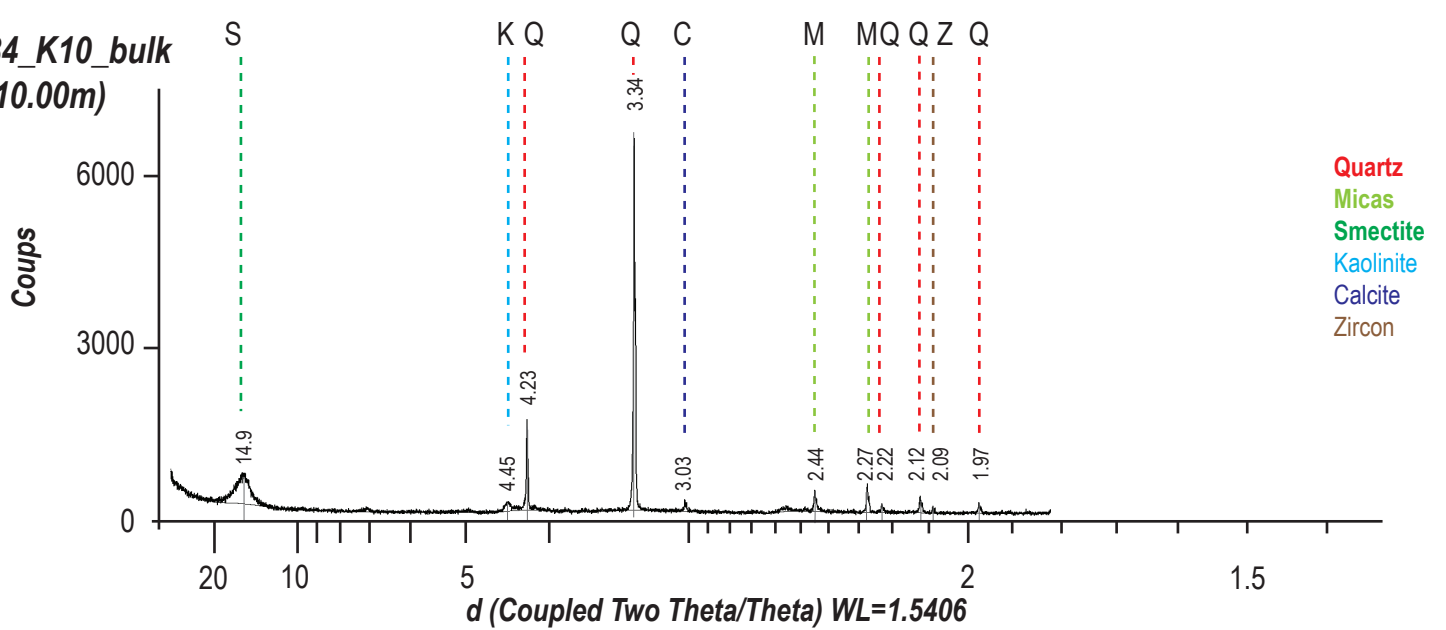 S K Q Q C M M Q Q Z Q
4_K10_bulk
10.00m)
6000
3000
0
Coups
14.9
4.45
4.23
3.34
3.03
2.44
2.27
2.22
2.12
2.09
1.97
20 10 5 2 1.5
d (Coupled Two Theta/Theta) WL=1.5406
Quartz
Micas
Smectite
Kaolinite
Calcite
Zircon